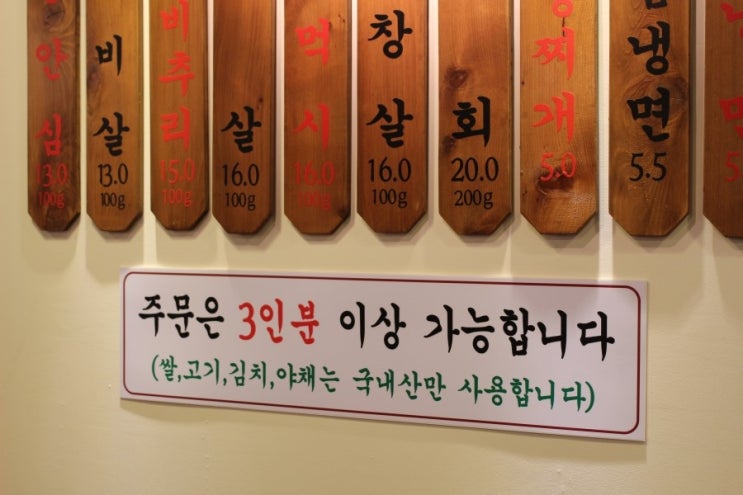 안심
13.0
100g
비살
13.0
100g
비추리
15.0
100g
살
16.0
100g
먹시
16.0
100g
창살
16.0
100g
회
20.0
200g
찌개
5.0
냉면
5.5
면
주문은 3인분 이상 가능합니다
(쌀,고기,김치,야채는 국내산만 사용합니다)